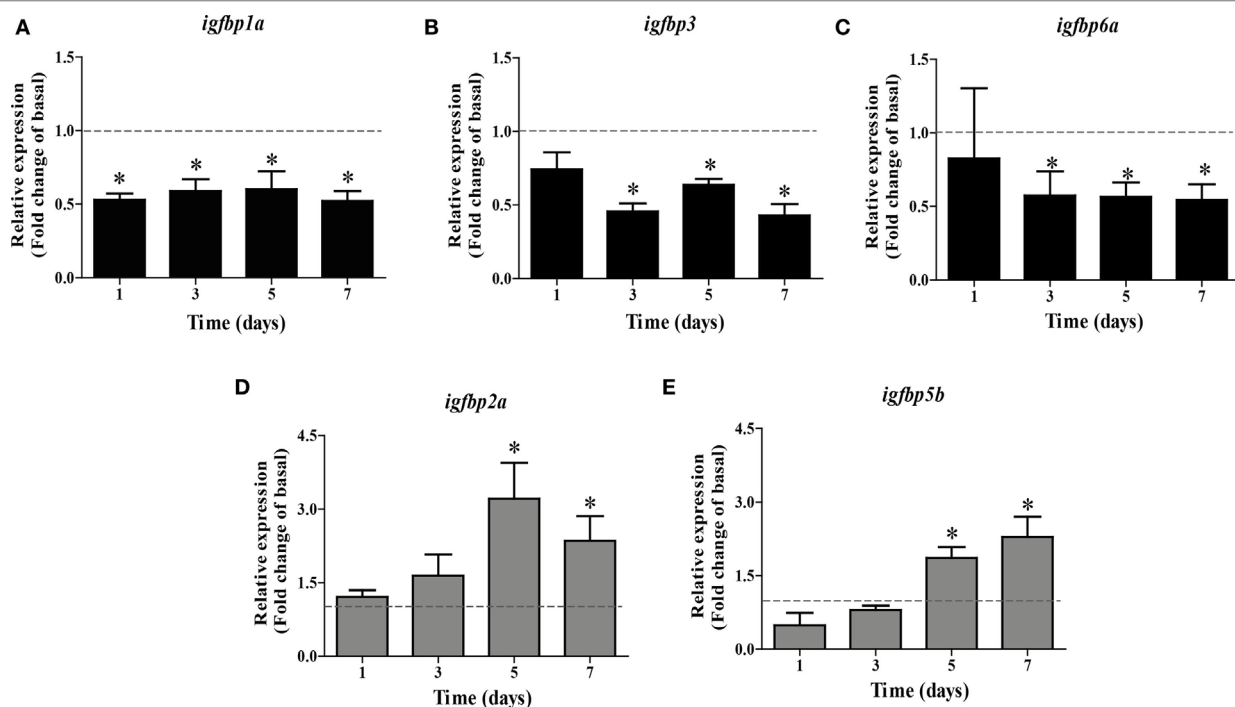 A
igfbp1a
Relative expression
(Fold change of basal)
1.5
1.0
0.5
0.0
*
*
*
*
1 3 5 7
Time (days)
B
igfbp3
Relative expression
(Fold change of basal)
1.5
1.0
0.5
0.0
*
*
*
1 3 5 7
Time (days)
C
igfbp6a
Relative expression
(Fold change of basal)
1.5
1.0
0.5
0.0
*
*
*
1 3 5 7
Time (days)
D
igfbp2a
Relative expression
(Fold change of basal)
4.5
3.0
1.5
0.0
*
*
1 3 5 7
Time (days)
E
igfbp5b
Relative expression
(Fold change of basal)
4.5
3.0
1.5
0.0
*
*
1 3 5 7
Time (days)